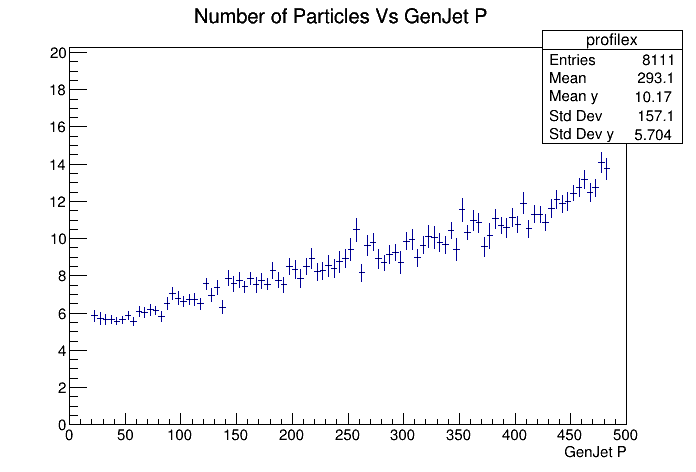 Number of Particles Vs GenJet P
profilex
Entries 8111
Mean 293.1
Mean y 10.17
Std Dev 157.1
Std Dev y 5.704
20
18
16
14
12
10
8
6
4
2
0
0 50 100 150 200 250 300 350 400 450 500
GenJet P